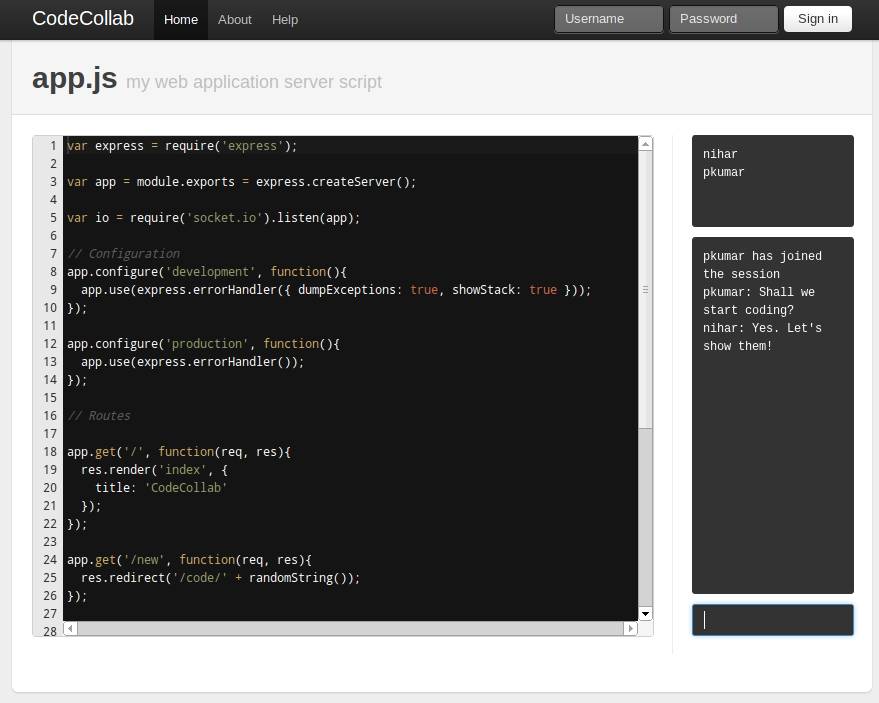 CodeCollab Home About Help Username Password Sign in
app.js my web application server script
1 var express = require('express');
2
3 var app = module.exports = express.createServer();
4
5 var io = require('socket.io').listen(app);
6
7 // Configuration
8 app.configure('development', function(){
9   app.use(express.errorHandler({ dumpExceptions: true, showStack: true }));
10 });
11
12 app.configure('production', function(){
13   app.use(express.errorHandler());
14 });
15
16 // Routes
17
18 app.get('/', function(req, res){
19   res.render('index', {
20     title: 'CodeCollab'
21   });
22 });
23
24 app.get('/new', function(req, res){
25   res.redirect('/code/' + randomString());
26 });
27
28
nihar
pkumar
pkumar has joined
the session
pkumar: Shall we
start coding?
nihar: Yes. Let's
show them!